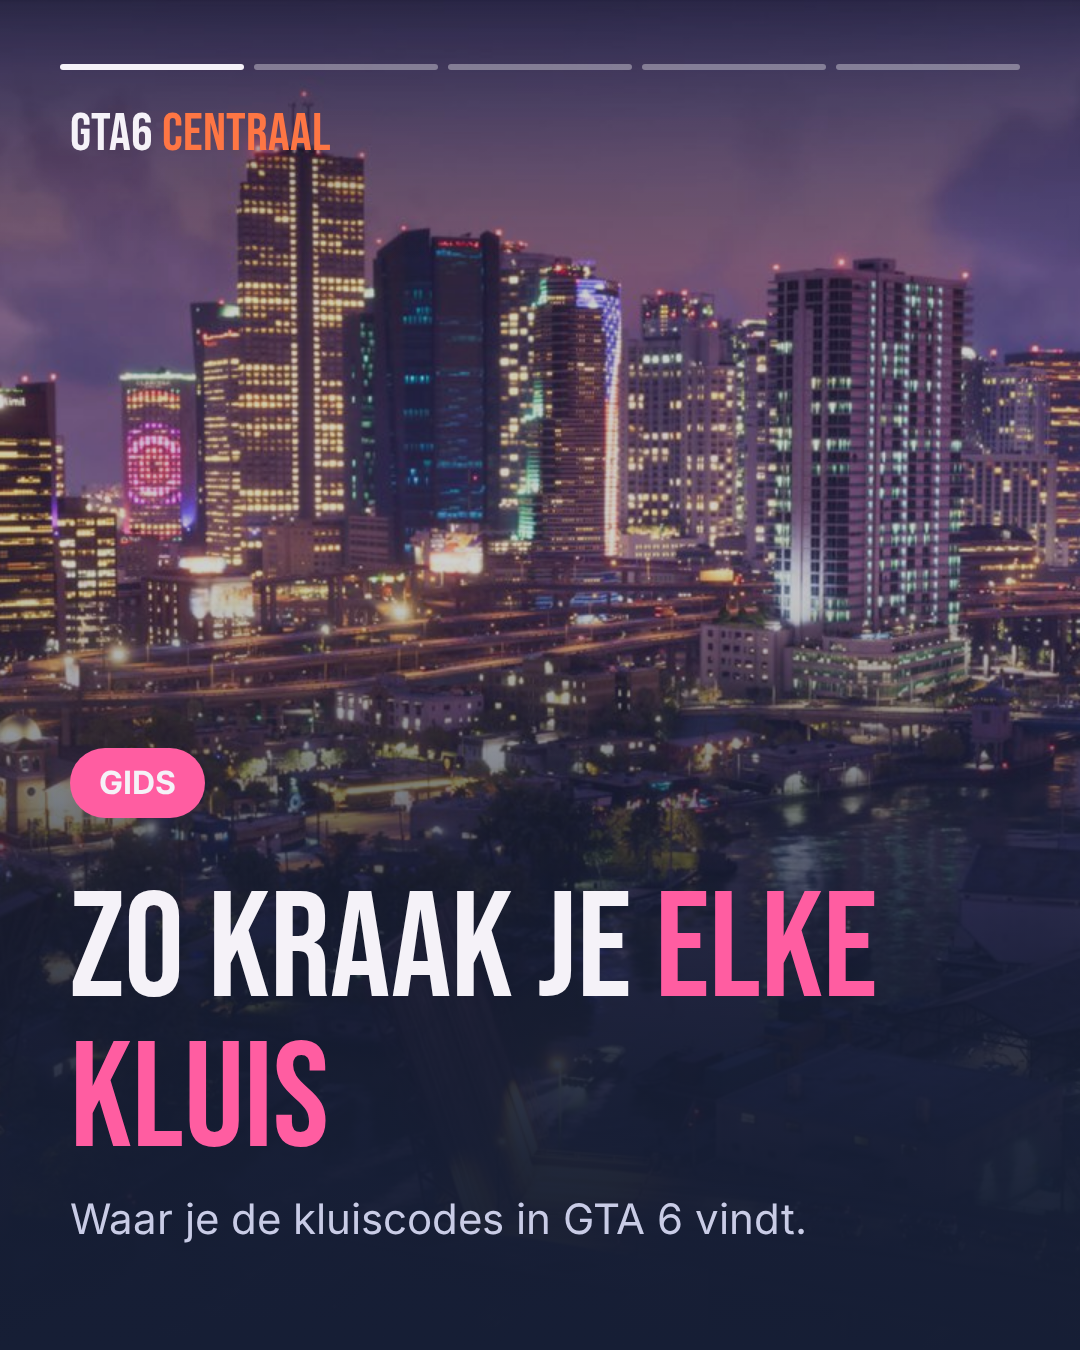 GTA6 CENTRAAL
GIDS
ZO KRAAK JE ELKE
KLUIS
Waar je de kluiscodes in GTA 6 vindt.